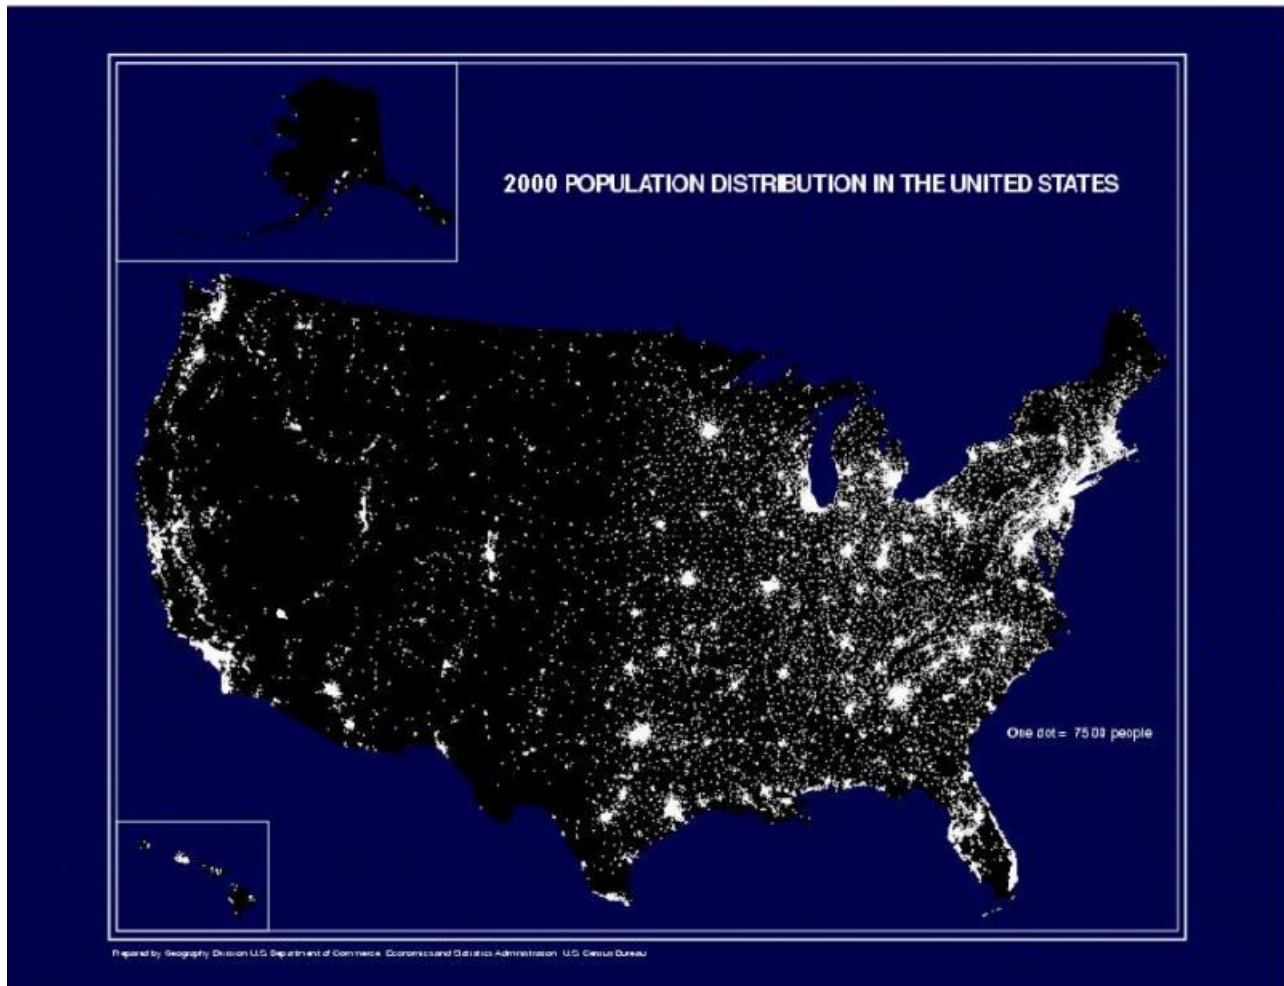 2000 POPULATION DISTRIBUTION IN THE UNITED STATES
One dot = 7500 people
Prepared by Geography Division U.S. Department of Commerce Economics and Statistics Administration U.S. Census Bureau